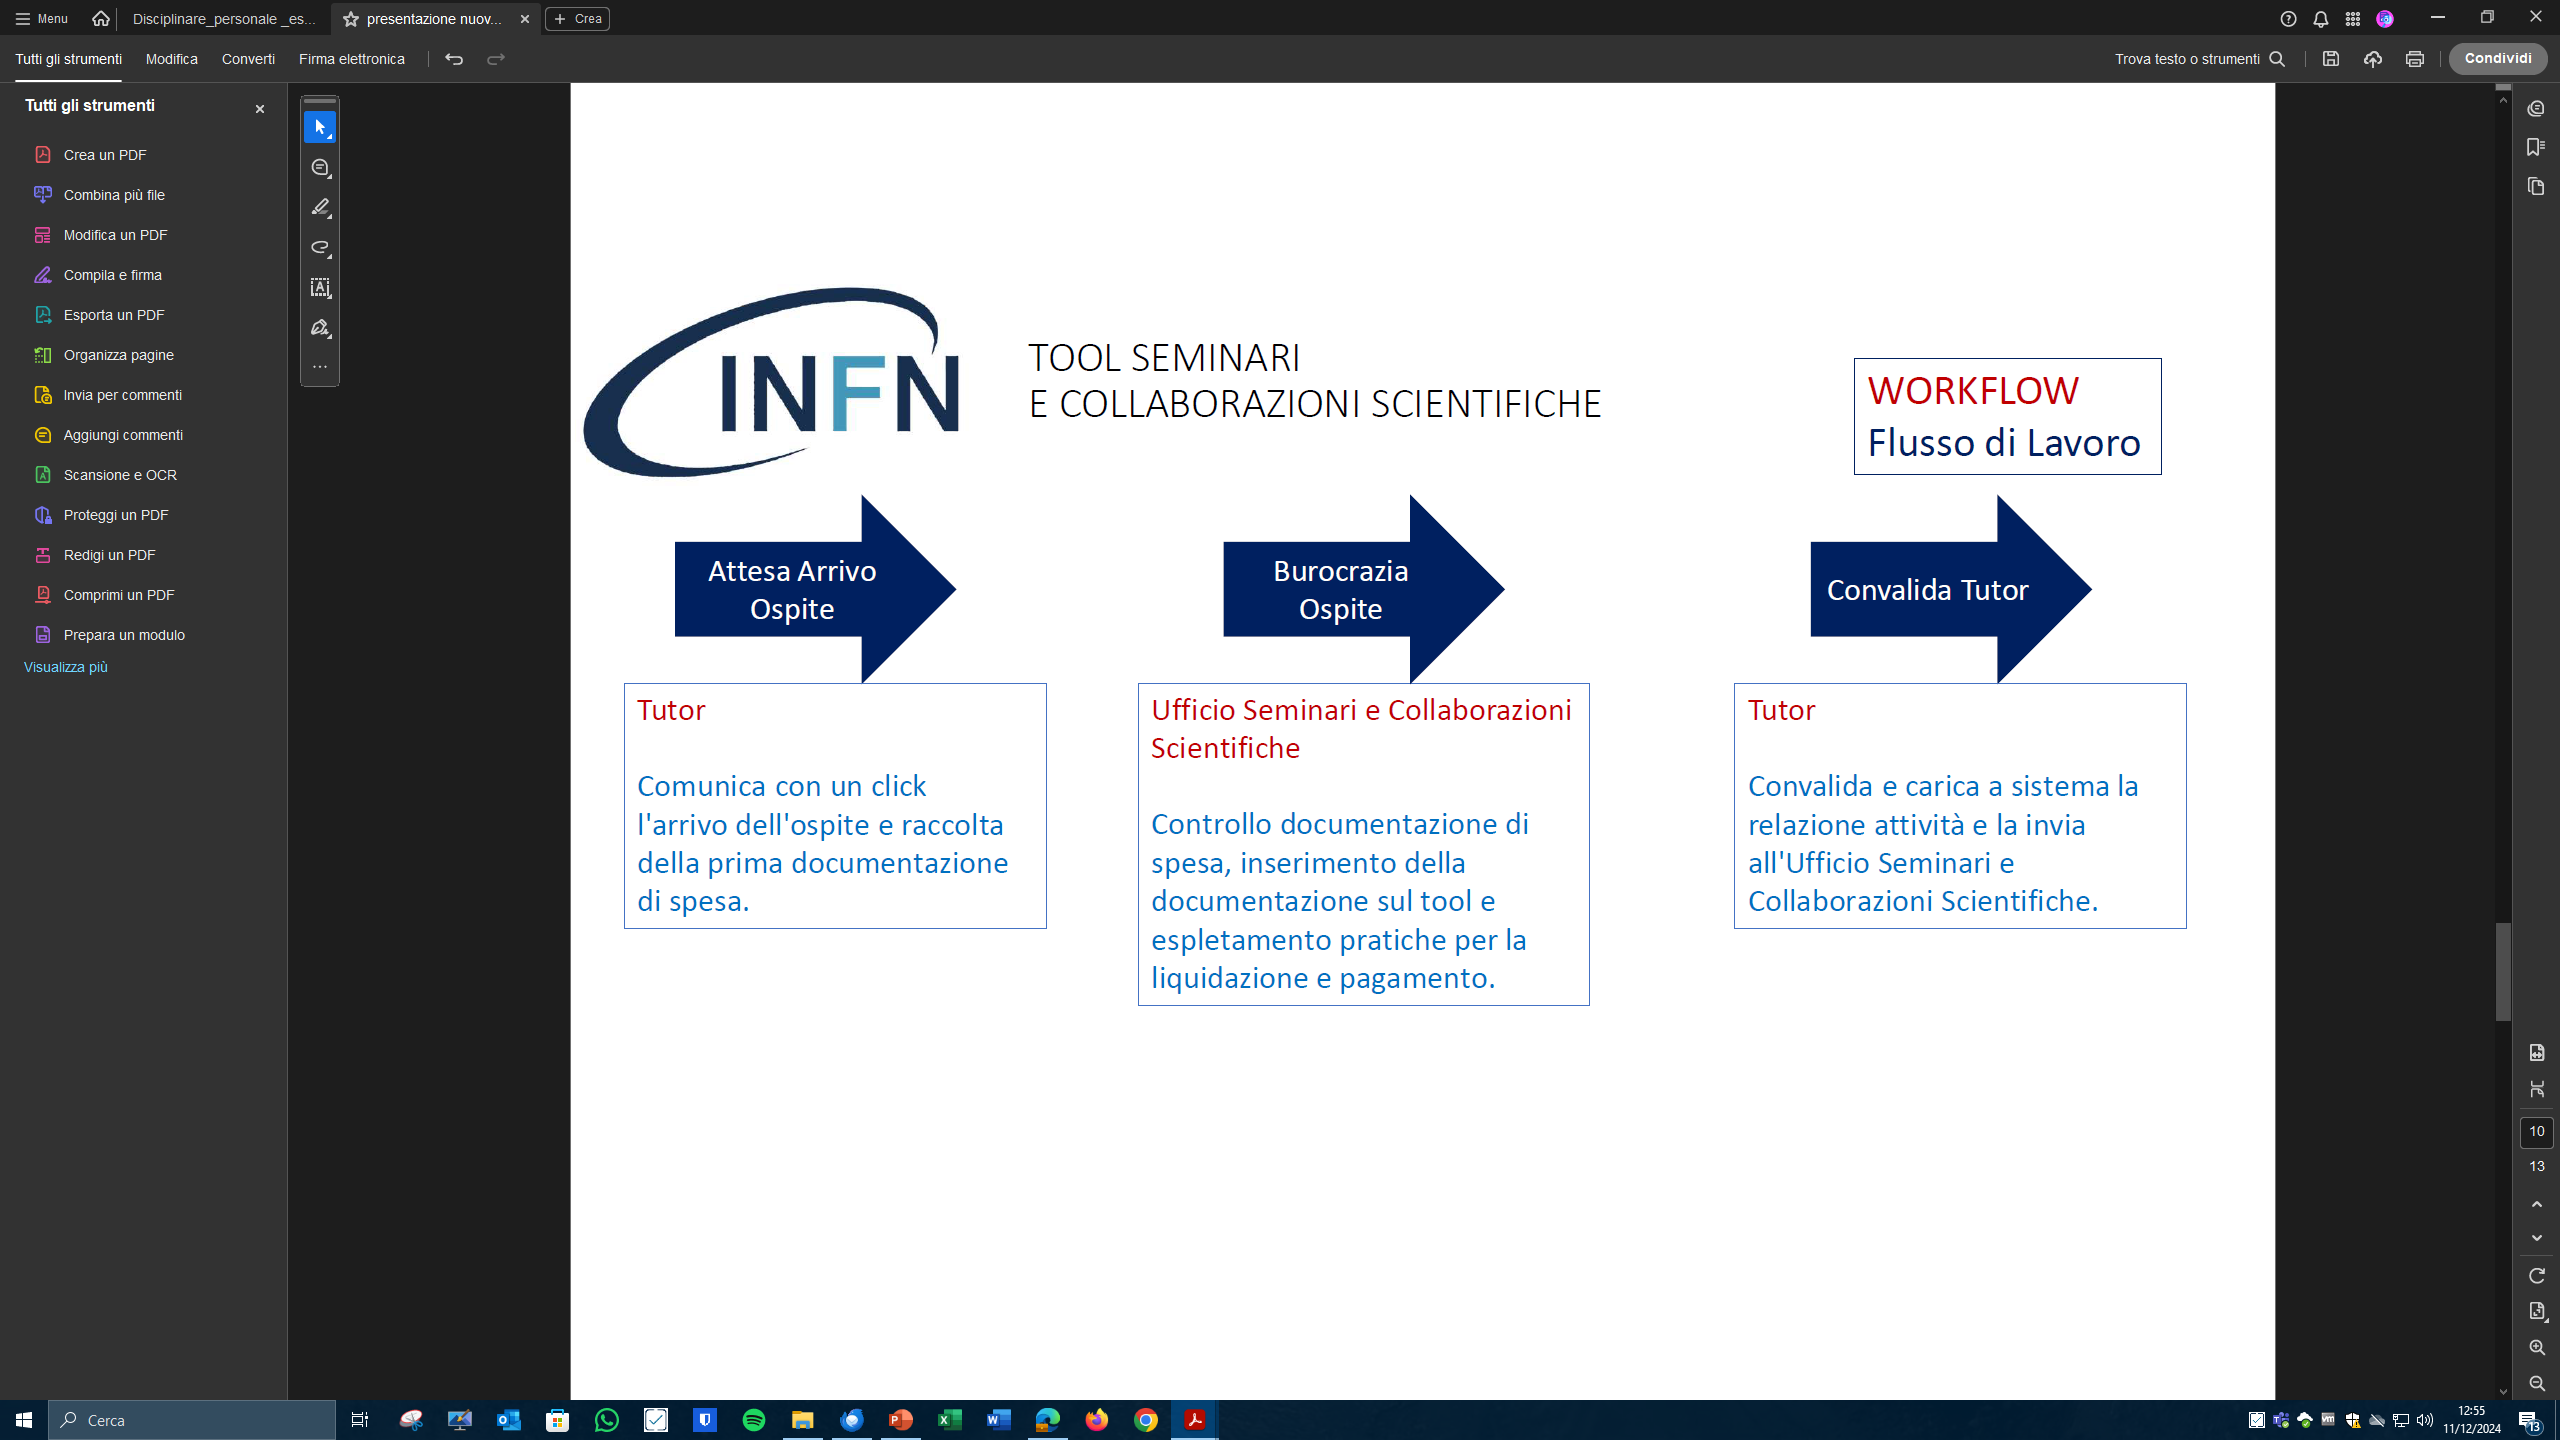 Menu
Disciplinare_personale _es...
presentazione nuov...
Crea
Tutti gli strumenti
Modifica
Converti
Firma elettronica
Trova testo o strumenti
Condividi
Tutti gli strumenti
Crea un PDF
Combina più file
Modifica un PDF
Compila e firma
Esporta un PDF
Organizza pagine
Invia per commenti
Aggiungi commenti
Scansione e OCR
Proteggi un PDF
Redigi un PDF
Comprimi un PDF
Prepara un modulo
Visualizza più
INFN
TOOL SEMINARI
E COLLABORAZIONI SCIENTIFICHE
WORKFLOW
Flusso di Lavoro
Attesa Arrivo
Ospite
Burocrazia
Ospite
Convalida Tutor
Tutor
Comunica con un click
l'arrivo dell'ospite e raccolta
della prima documentazione
di spesa.
Ufficio Seminari e Collaborazioni
Scientifiche
Controllo documentazione di
spesa, inserimento della
documentazione sul tool e
espletamento pratiche per la
liquidazione e pagamento.
Tutor
Convalida e carica a sistema la
relazione attività e la invia
all'Ufficio Seminari e
Collaborazioni Scientifiche.
10
13
Cerca
12:55
11/12/2024
13